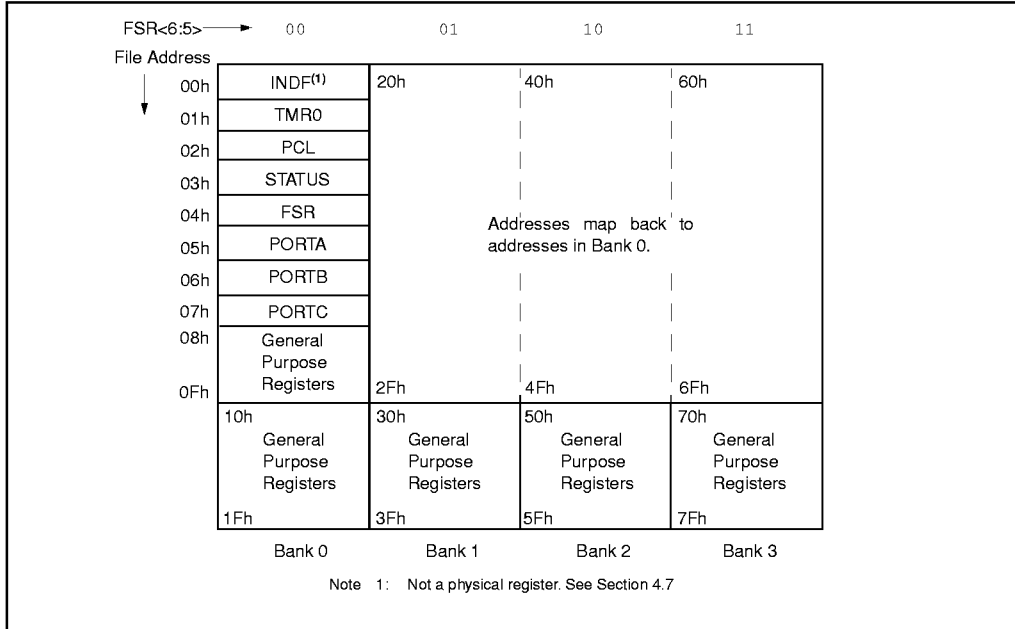 FSR<6:5> 00 01 10 11
File Address
00h INDF(1) 20h 40h 60h
01h TMR0
02h PCL
03h STATUS
04h FSR
Addresses map back to
05h PORTA addresses in Bank 0.
06h PORTB
07h PORTC
08h General
Purpose
0Fh Registers 2Fh 4Fh 6Fh
10h 30h 50h 70h
General General General General
Purpose Purpose Purpose Purpose
Registers Registers Registers Registers
1Fh 3Fh 5Fh 7Fh
Bank 0 Bank 1 Bank 2 Bank 3
Note 1: Not a physical register. See Section 4.7